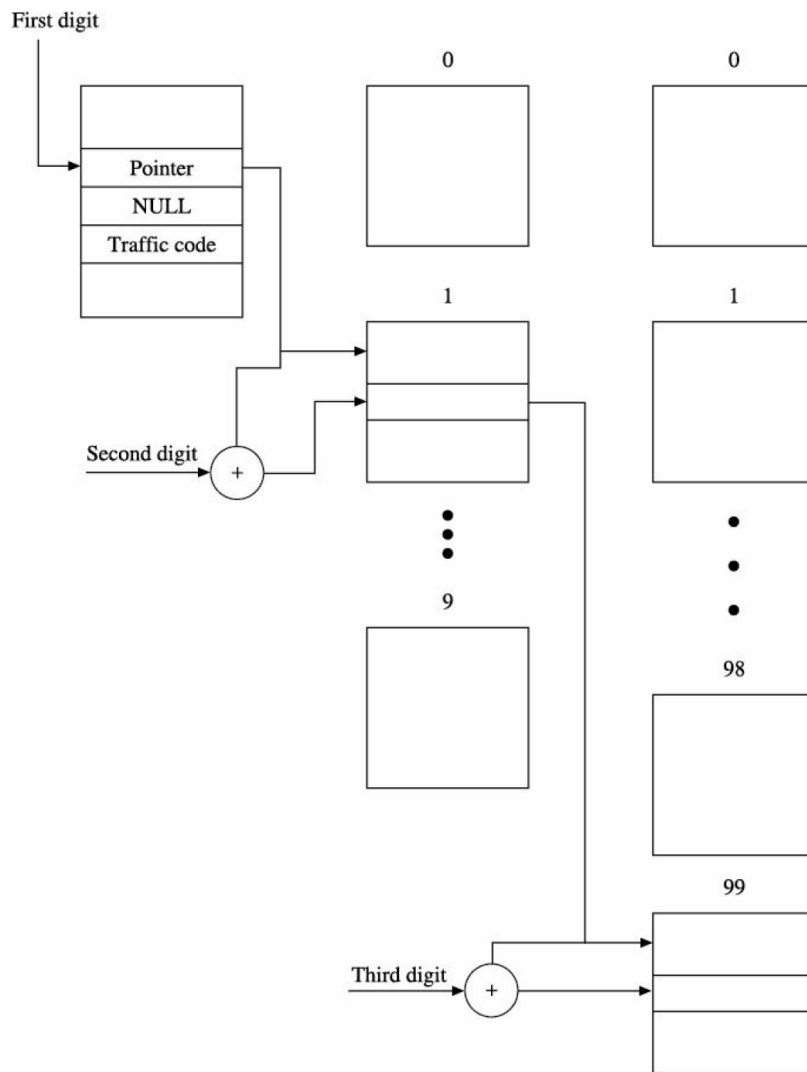 First digit
0
0
Pointer
NULL
Traffic code
1
1
Second digit
+
9
98
99
Third digit
+